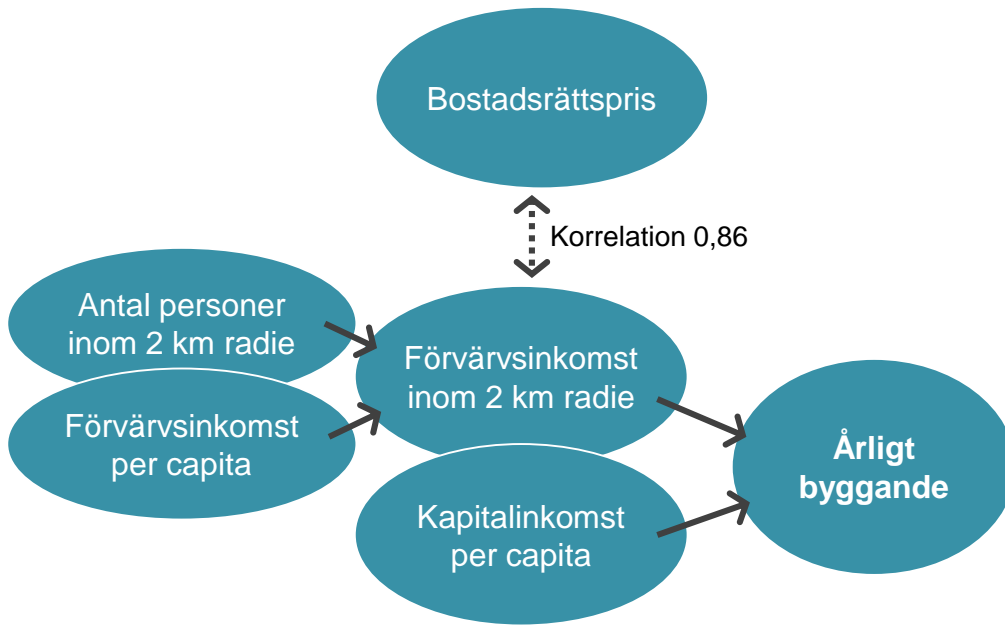 Bostadsrättspris
Korrelation 0,86
Antal personer
inom 2 km radie
Förvärvsinkomst
per capita
Förvärvsinkomst
inom 2 km radie
Kapitalinkomst
per capita
Årligt
byggande